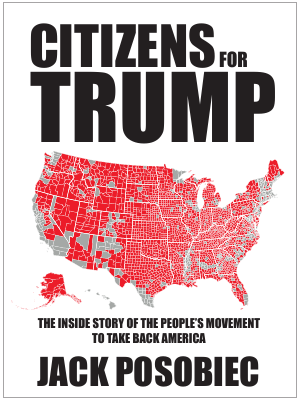 CITIZENS FOR
TRUMP
THE INSIDE STORY OF THE PEOPLE'S MOVEMENT
TO TAKE BACK AMERICA
JACK POSOBIEC